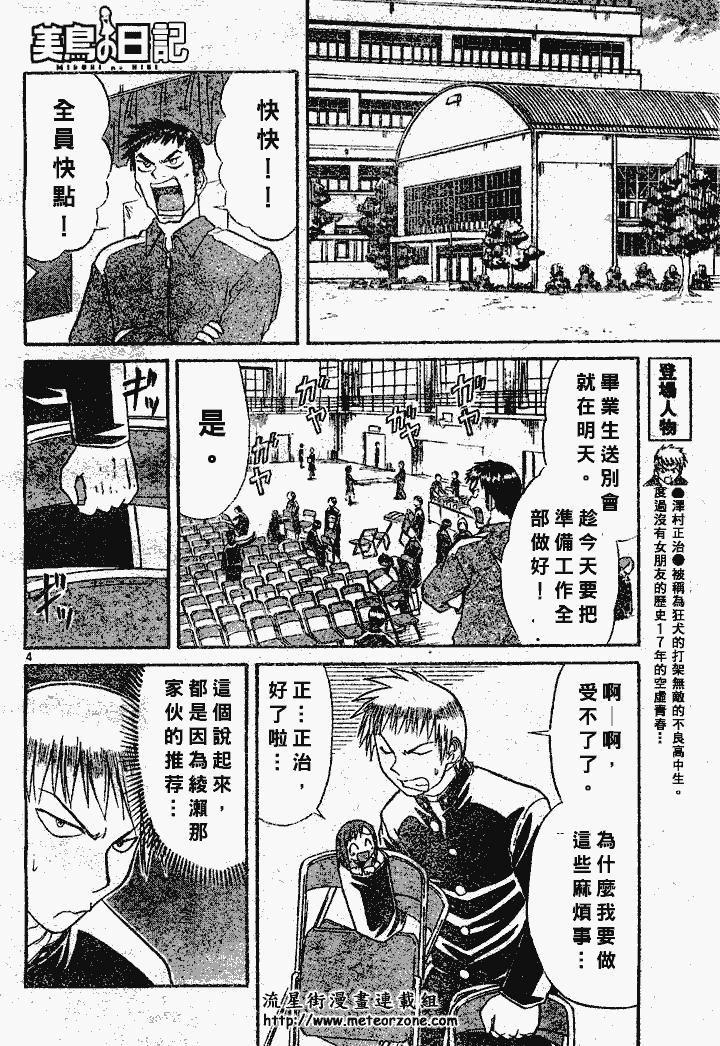 美鳥の日記
MIDORI no HIBI
快快！！
全員快點！
登場人物
●澤村正治●被稱為狂犬的打架無敵的不良高中生。
度過沒有女朋友的歷史17年的空虛青春…
畢業生送別會
就在明天。
趁今天要把
準備工作全
部做好！
是。
ガヤ
ガヤ
ギッ
4
啊—啊，
受不了了。
為什麼我要做
這些麻煩事…
正…正治，
好了啦…
這個說起來，
都是因為綾瀨那
家伙的推荐…
流星街漫畫連載組
http://www.meteorzone.com/